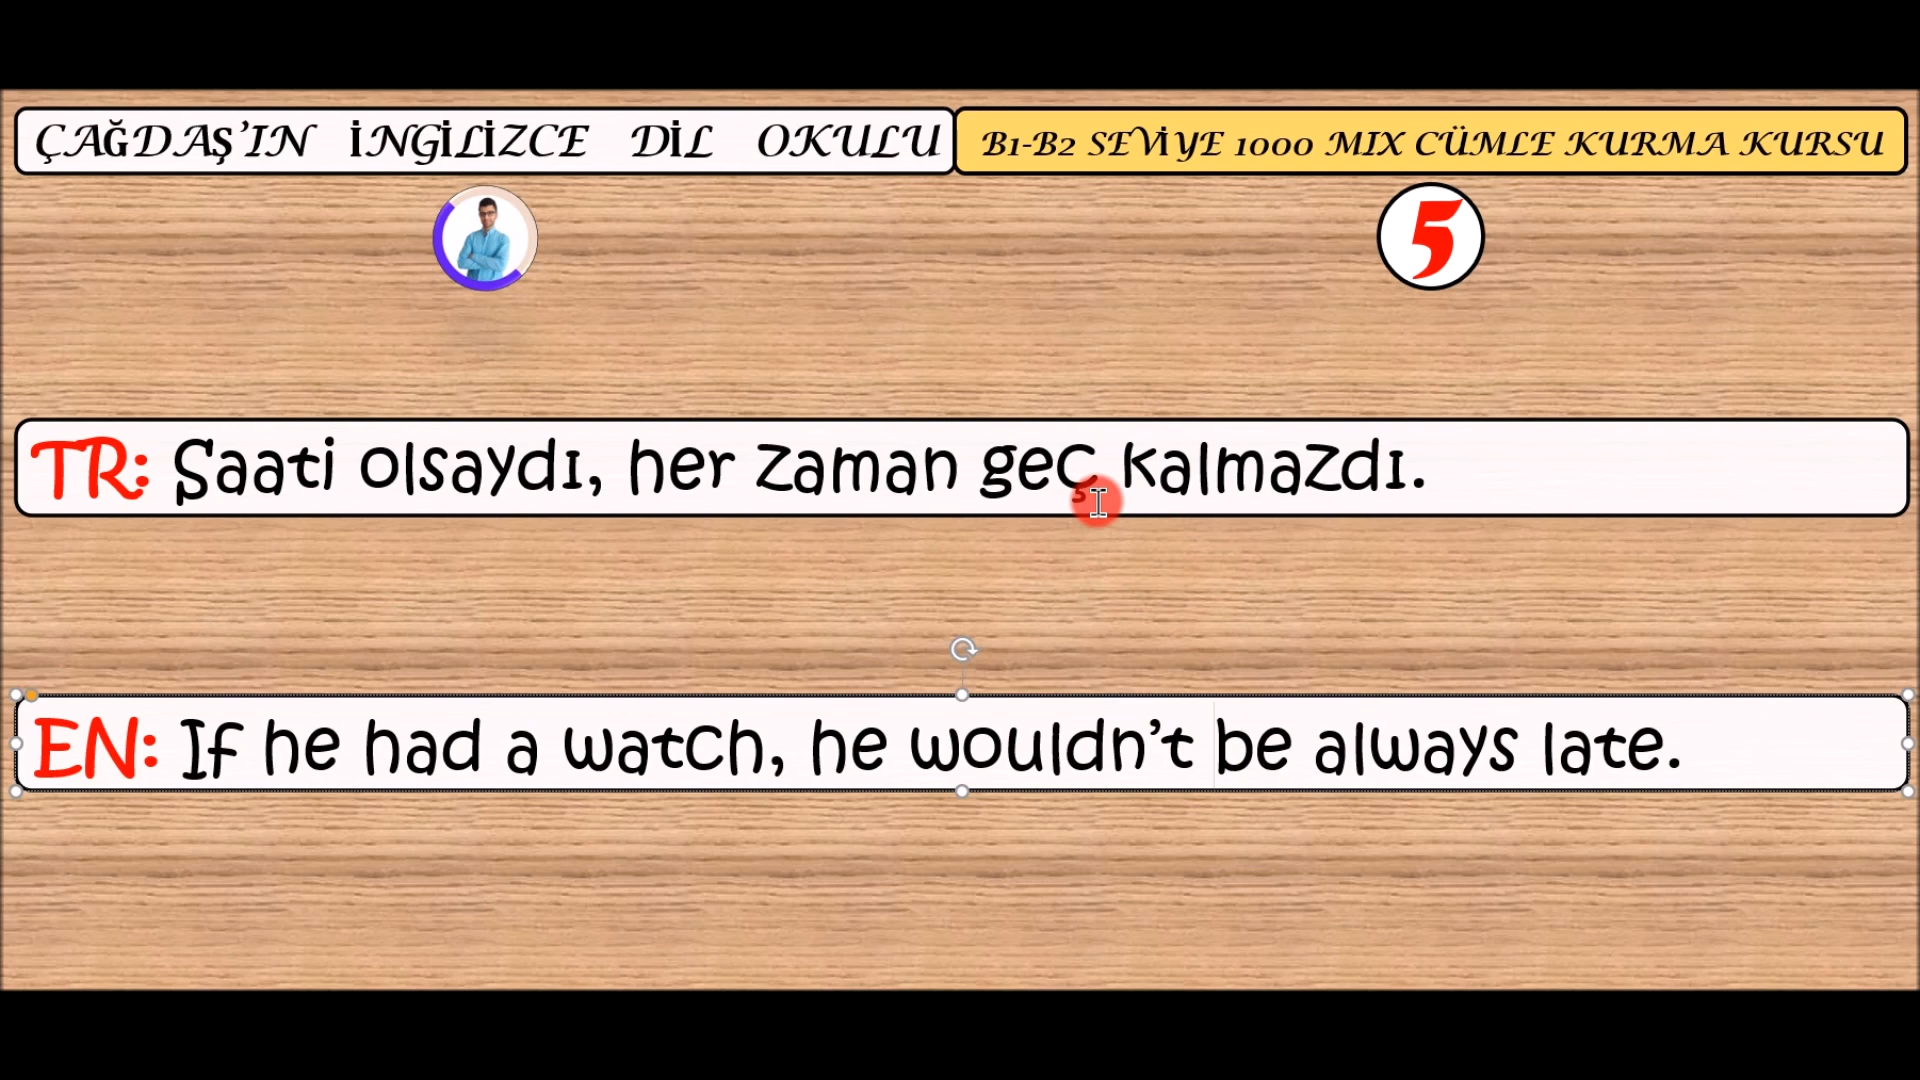 ÇAĞDAŞ’IN İNGİLİZCE DİL OKULU
B1-B2 SEVİYE 1000 MIX CÜMLE KURMA KURSU
5
TR: Saati olsaydı, her zaman geç kalmazdı.
EN: If he had a watch, he wouldn’t be always late.